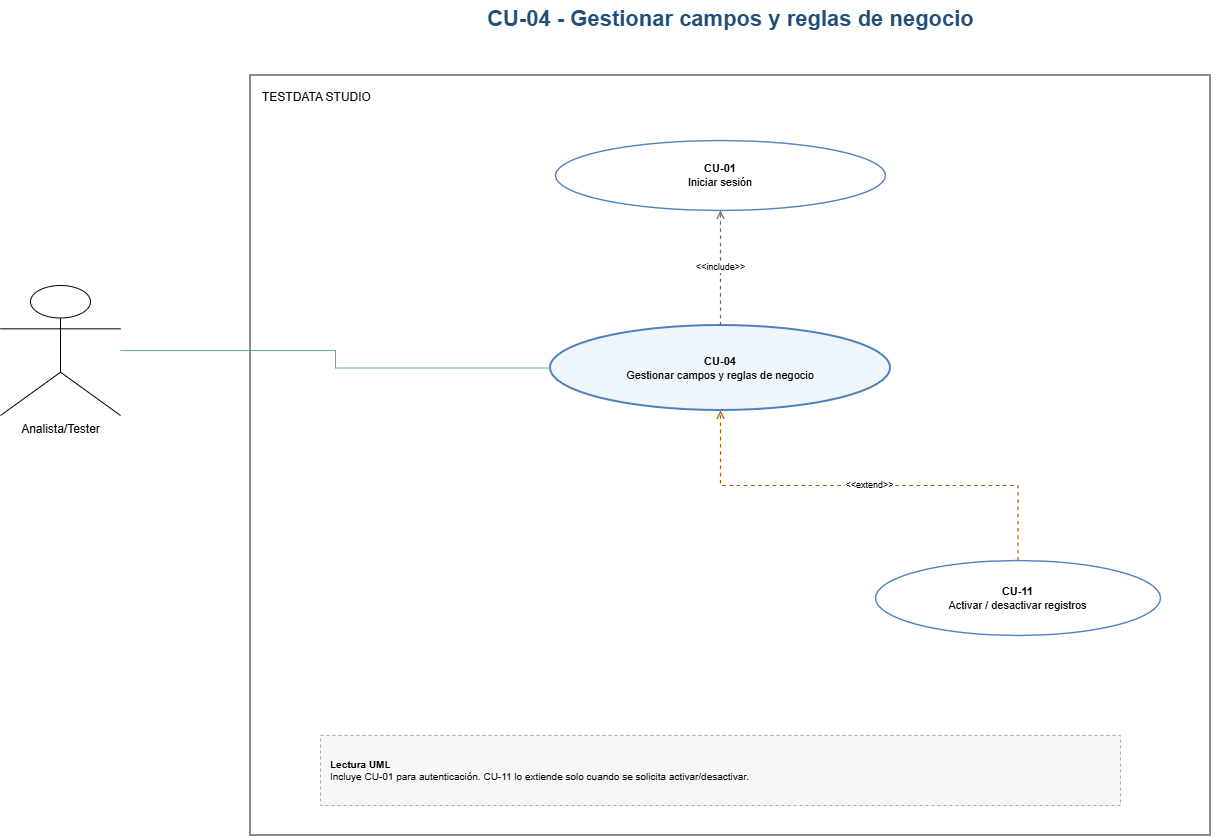 CU-04 - Gestionar campos y reglas de negocio
TESTDATA STUDIO
CU-01
Iniciar sesión
<<include>>
CU-04
Gestionar campos y reglas de negocio
Analista/Tester
<<extend>>
CU-11
Activar / desactivar registros
Lectura UML
Incluye CU-01 para autenticación. CU-11 lo extiende solo cuando se solicita activar/desactivar.